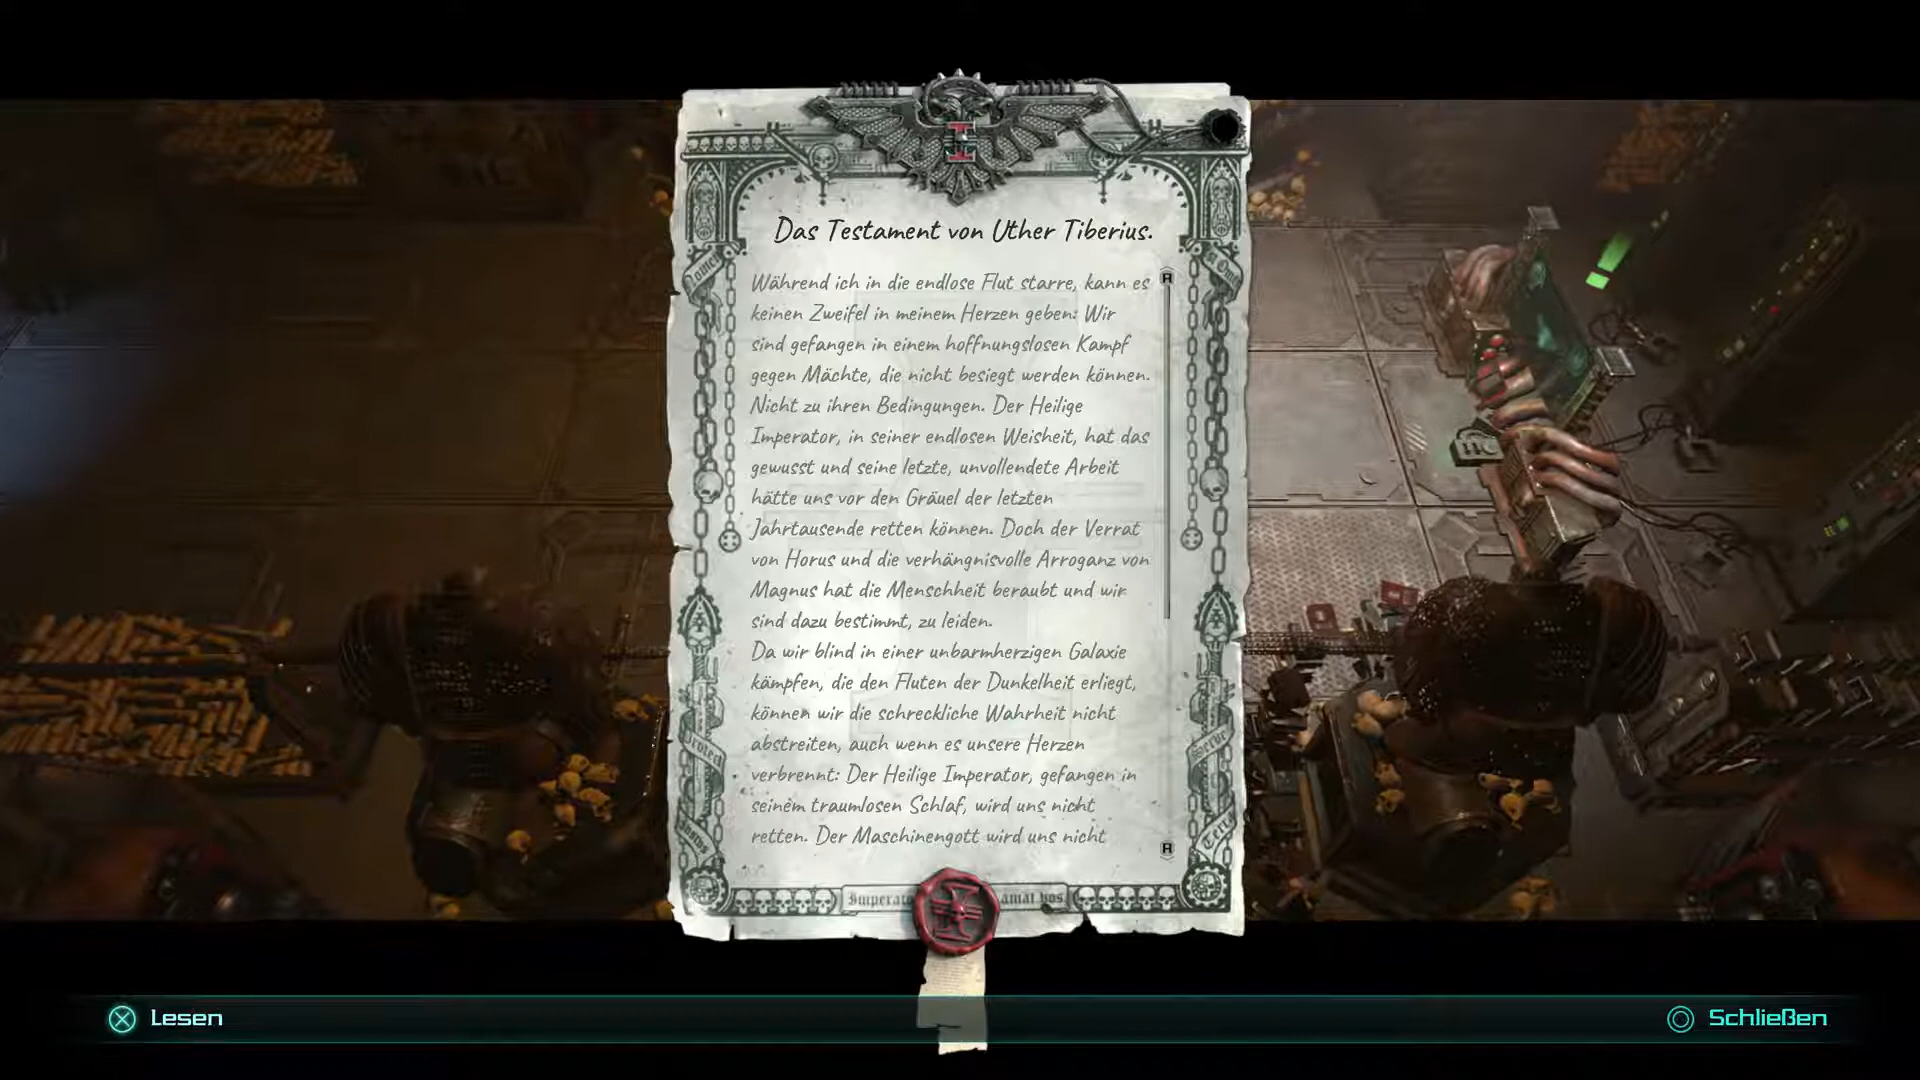 Das Testament von Uther Tiberius.
Während ich in die endlose Flut starre, kann es
keinen Zweifel in meinem Herzen geben: Wir
sind gefangen in einem hoffnungslosen Kampf
gegen Mächte, die nicht besiegt werden können.
Nicht zu ihren Bedingungen. Der Heilige
Imperator, in seiner endlosen Weisheit, hat das
gewusst und seine letzte, unvollendete Arbeit
hätte uns vor den Gräuel der letzten
Jahrtausende retten können. Doch der Verrat
von Horus und die verhängnisvolle Arroganz von
Magnus hat die Menschheit beraubt und wir
sind dazu bestimmt, zu leiden.
Da wir blind in einer unbarmherzigen Galaxie
kämpfen, die den Fluten der Dunkelheit erliegt,
können wir die schreckliche Wahrheit nicht
abstreiten, auch wenn es unsere Herzen
verbrennt: Der Heilige Imperator, gefangen in
seinem traumlosen Schlaf, wird uns nicht
retten. Der Maschinengott wird uns nicht
Protect
Serve
Lesen
Schließen